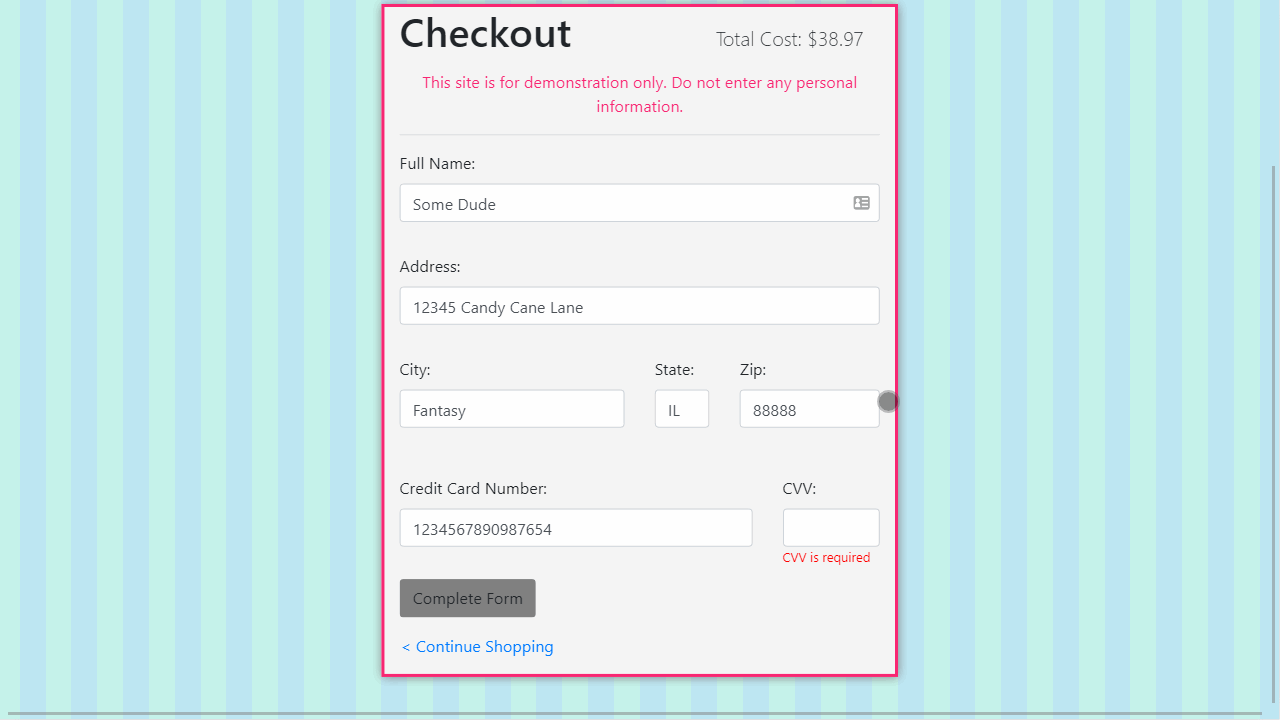 Checkout
Total Cost: $38.97
This site is for demonstration only. Do not enter any personal
information.
Full Name:
Some Dude
Address:
12345 Candy Cane Lane
City:
State:
Zip:
Fantasy
IL
88888
Credit Card Number:
CVV:
1234567890987654
CVV is required
Complete Form
< Continue Shopping